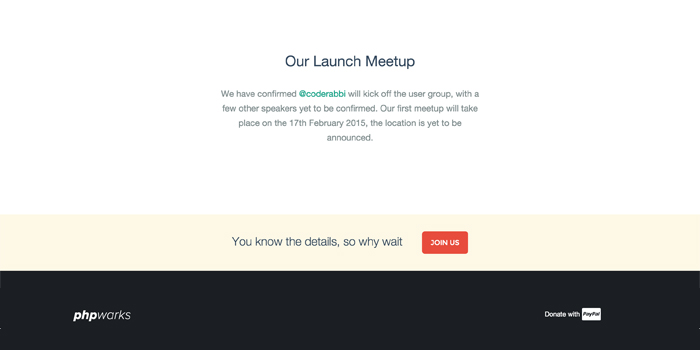 Our Launch Meetup
We have confirmed @coderabbi will kick off the user group, with a
few other speakers yet to be confirmed. Our first meetup will take
place on the 17th February 2015, the location is yet to be
announced.
You know the details, so why wait
JOIN US
phpwarks
Donate with PayPal